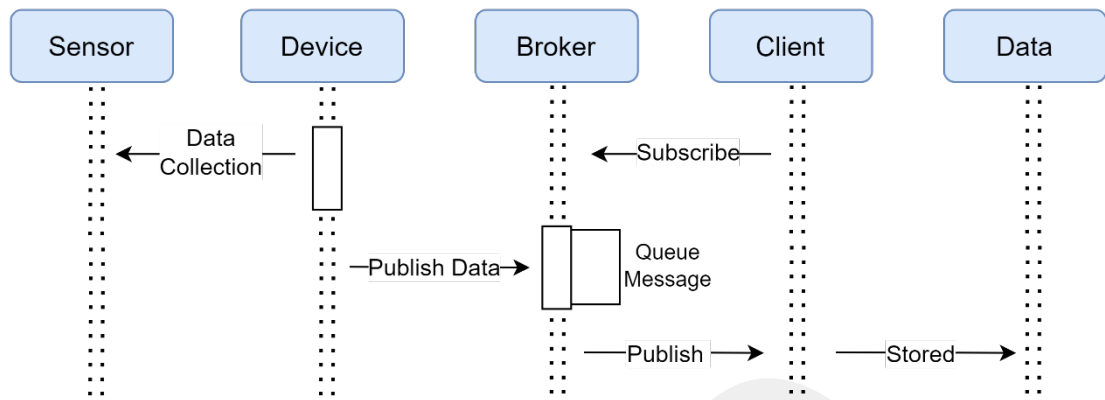 Sensor
Device
Broker
Client
Data
Data
Collection
Subscribe
Publish Data
Queue
Message
Publish
Stored